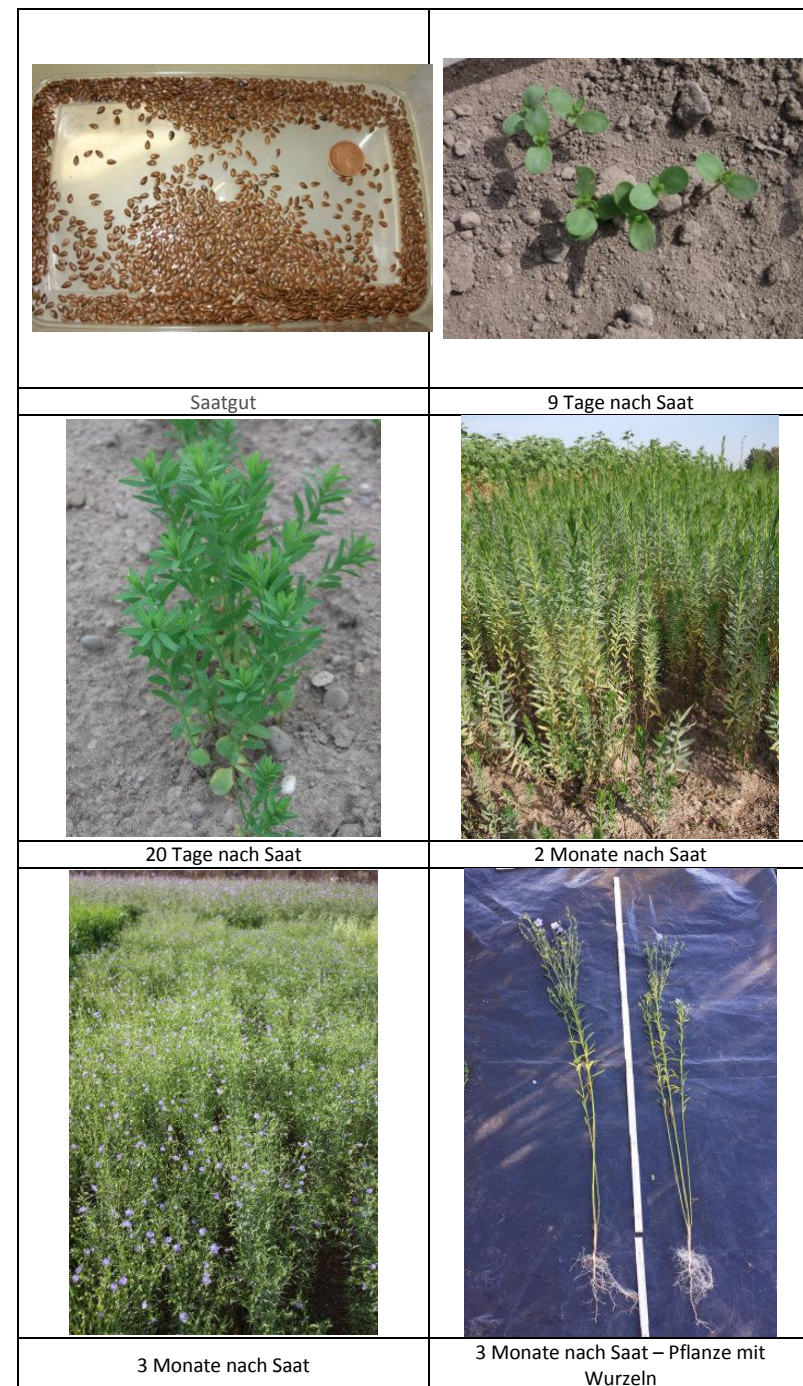 Saatgut
9 Tage nach Saat
20 Tage nach Saat
2 Monate nach Saat
3 Monate nach Saat
3 Monate nach Saat – Pflanze mit
Wurzeln